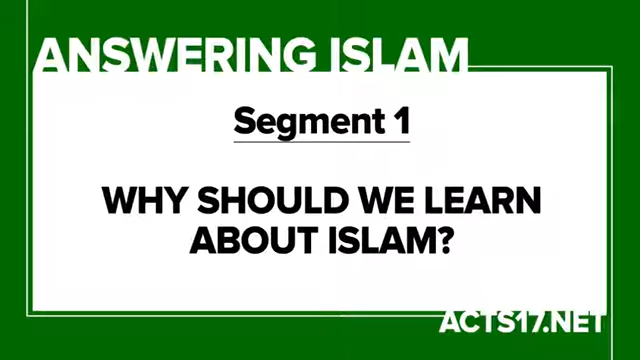 ANSWERING ISLAM
Segment 1
WHY SHOULD WE LEARN
ABOUT ISLAM?
ACTS17.NET